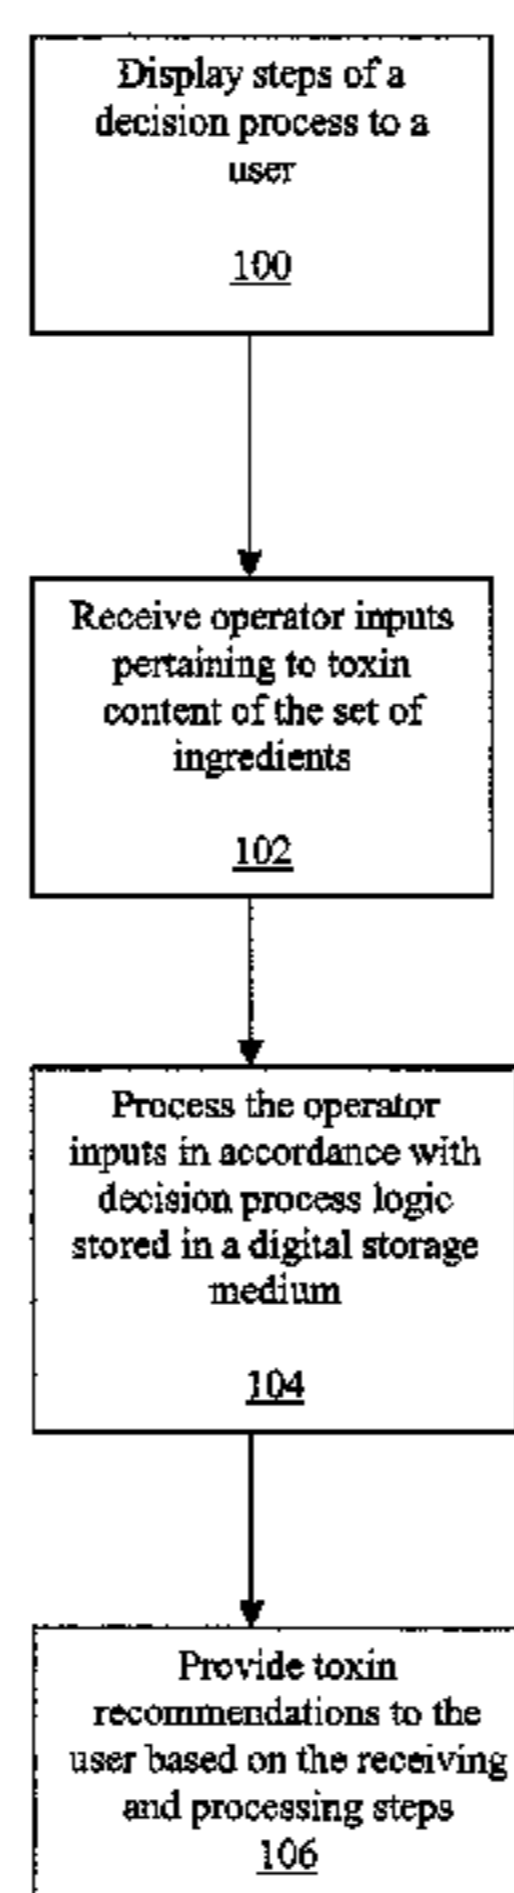 Display steps of a
decision process to a
user
100
Receive operator inputs
pertaining to toxin
content of the set of
ingredients
102
Process the operator
inputs in accordance with
decision process logic
stored in a digital storage
medium
104
Provide toxin
recommendations to the
user based on the receiving
and processing steps
106